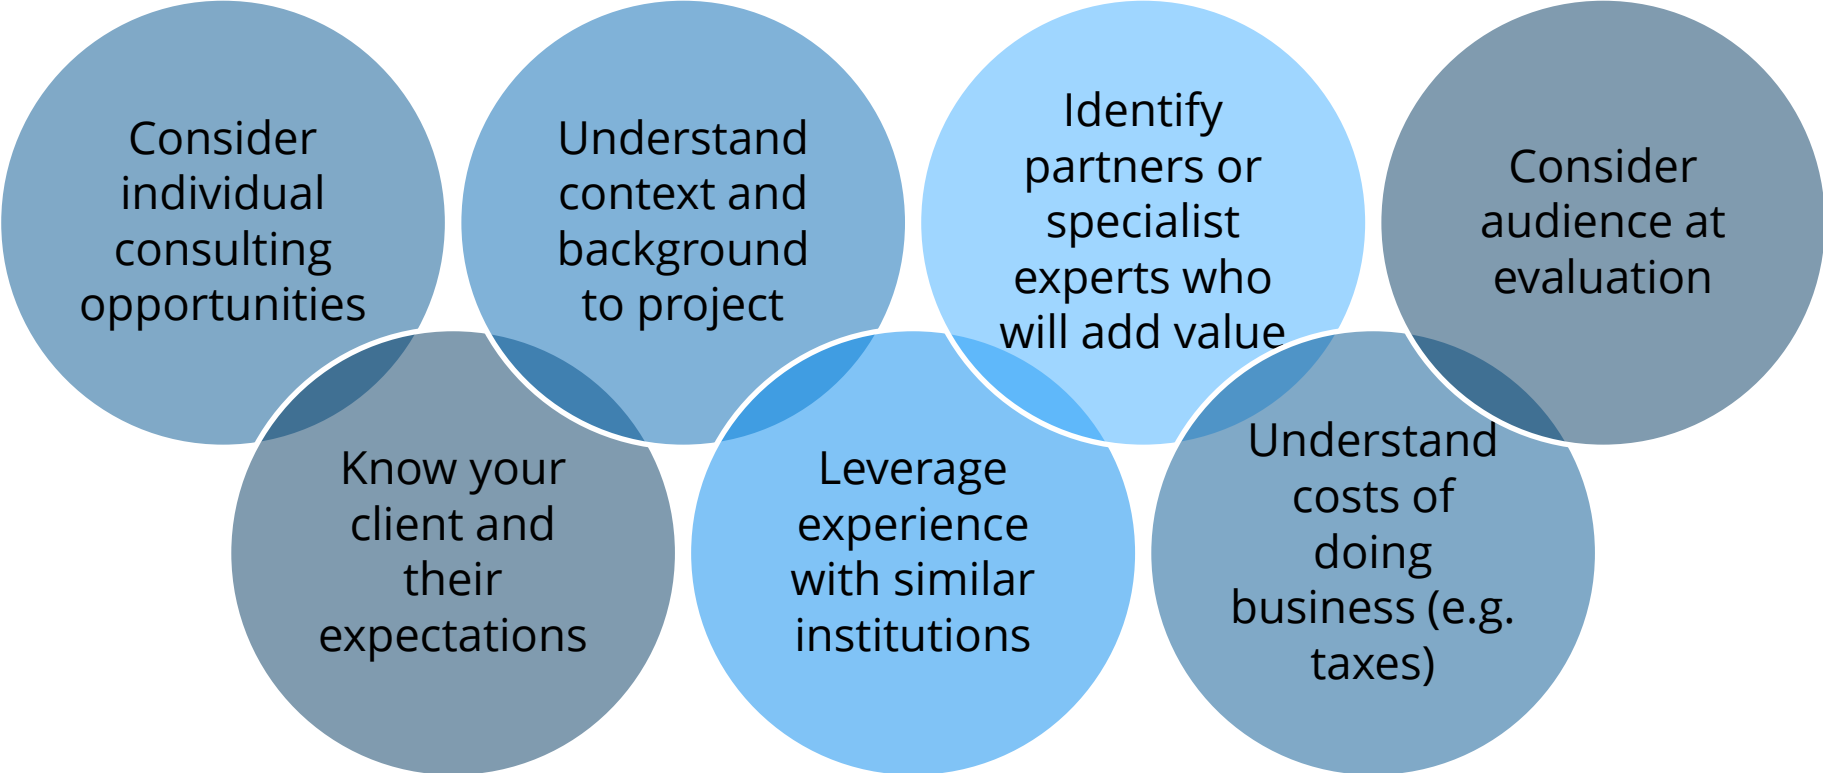 Consider
individual
consulting
opportunities
Know your
client and
their
expectations
Understand
context and
background
to project
Leverage
experience
with similar
institutions
Identify
partners or
specialist
experts who
will add value
Understand
costs of
doing
business (e.g.
taxes)
Consider
audience at
evaluation